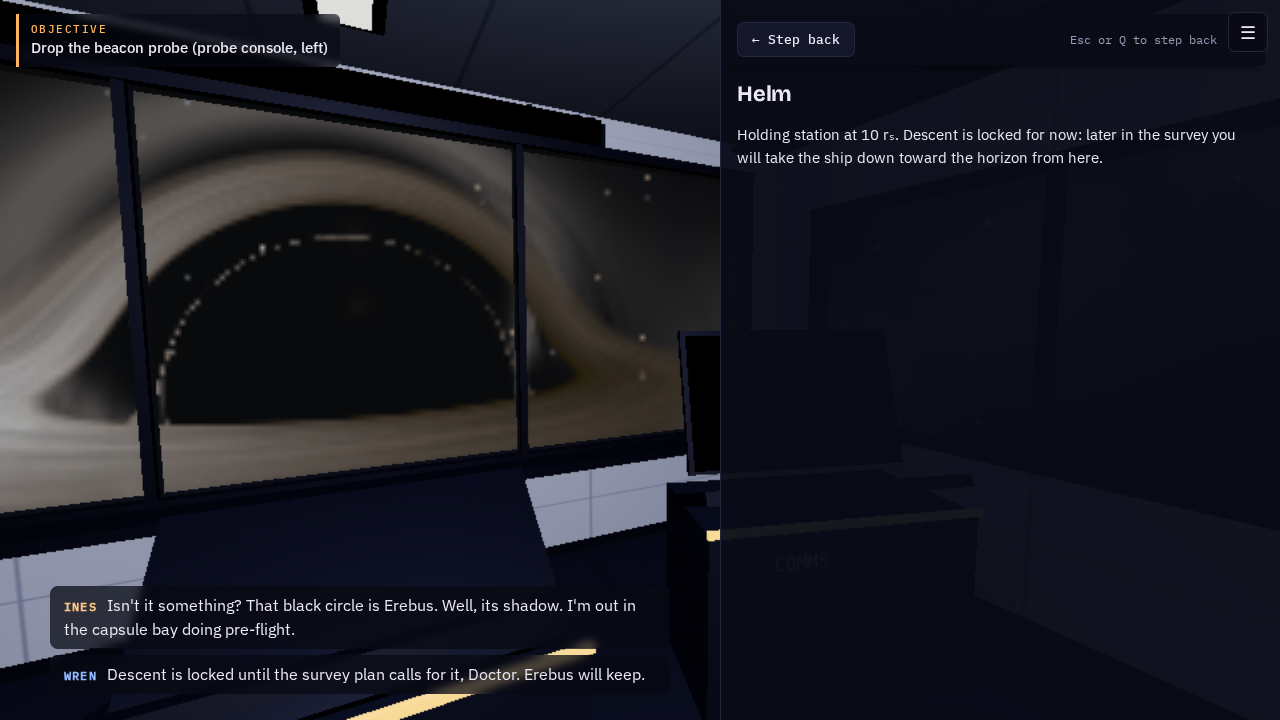 OBJECTIVE
Drop the beacon probe (probe console, left)
← Step back
Esc or Q to step back
☰
Helm
Holding station at 10 rₛ. Descent is locked for now: later in the survey you
will take the ship down toward the horizon from here.
COMMS
INES Isn't it something? That black circle is Erebus. Well, its shadow. I'm out in
the capsule bay doing pre-flight.
WREN Descent is locked until the survey plan calls for it, Doctor. Erebus will keep.